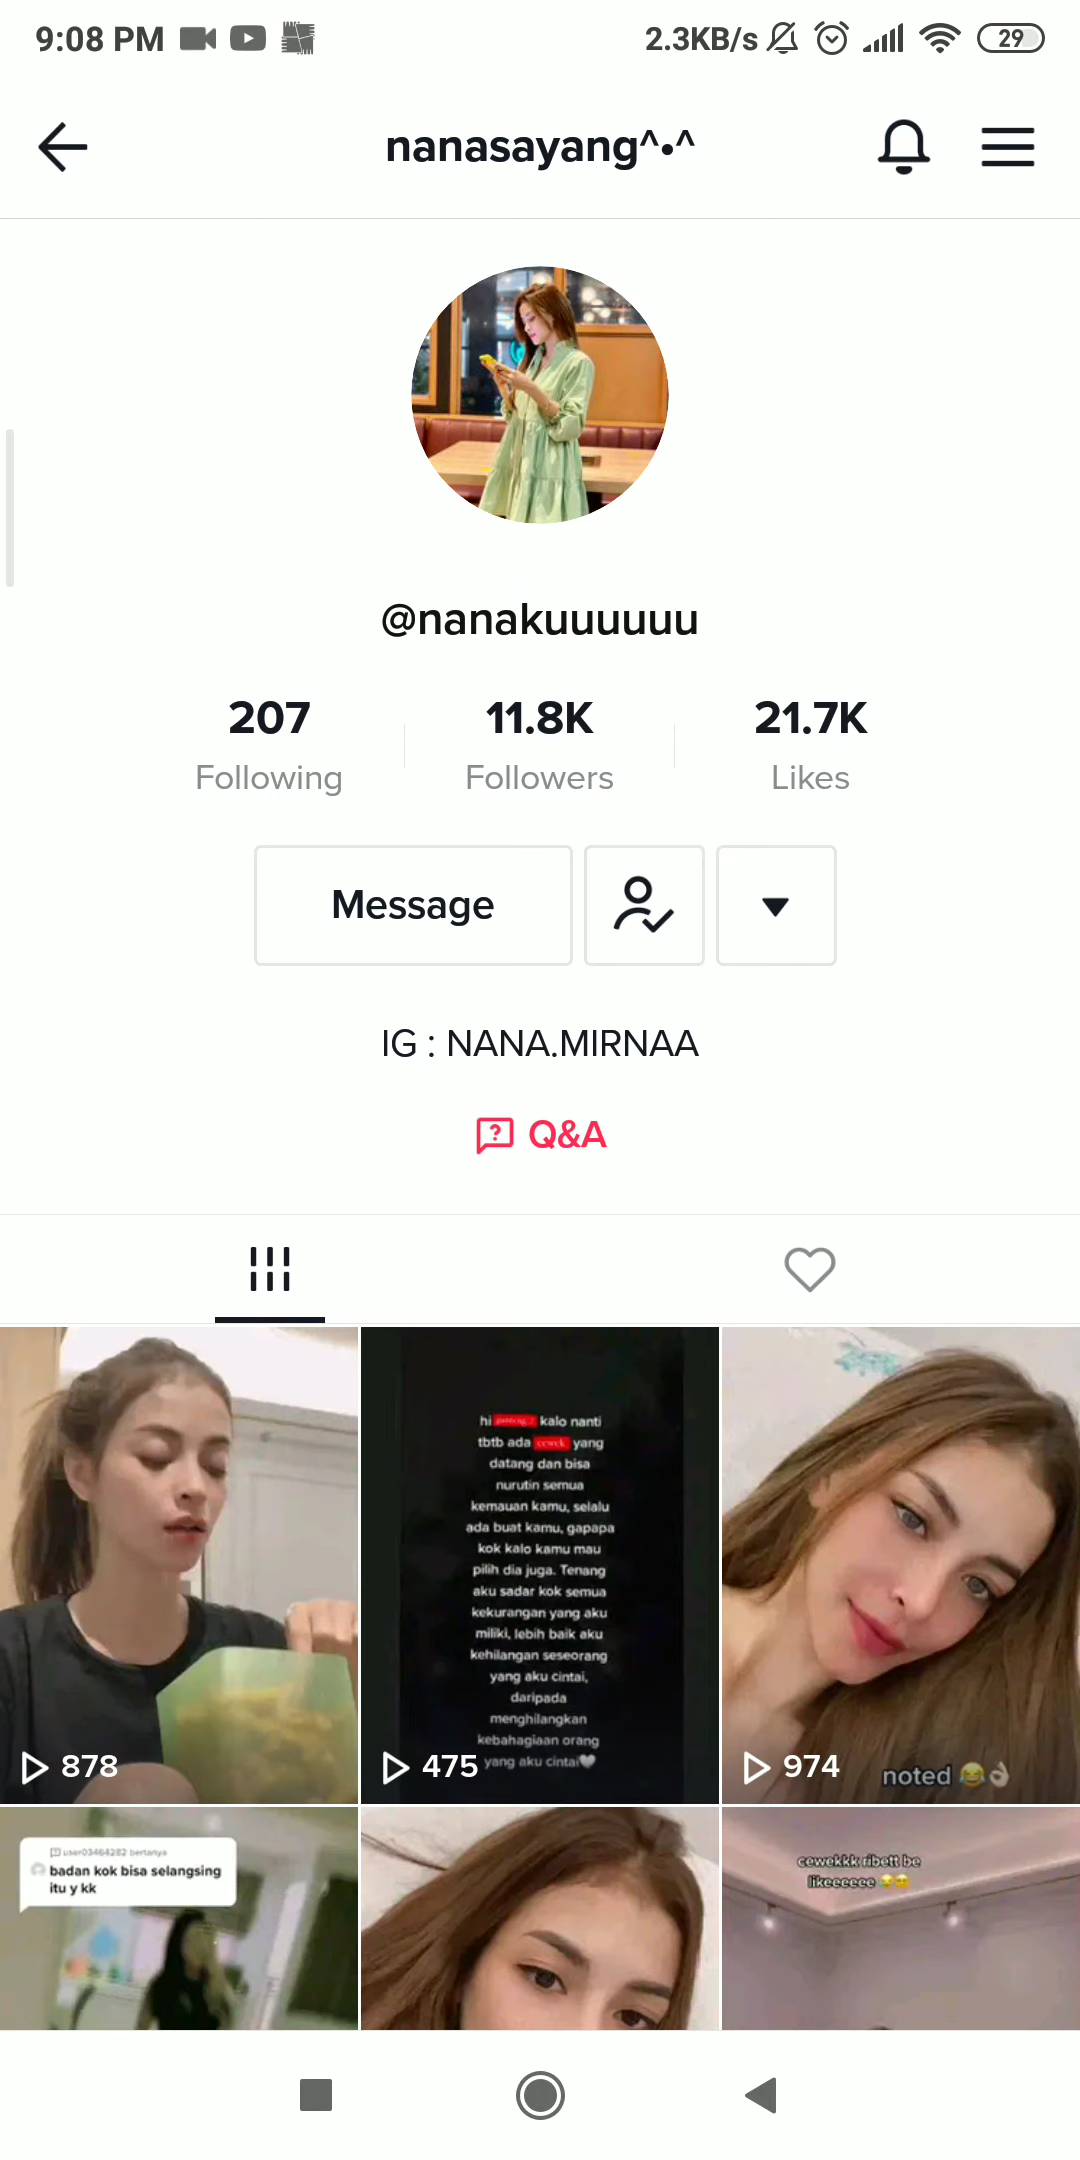 9:08 PM 2.3KB/s 29
nanasayang^•^
@nanakuuuuuu
207 11.8K 21.7K
Following Followers Likes
Message
IG : NANA.MIRNAA
Q&A
hi kalo nanti
tbtb ada cewek yang
datang dan bisa
nurutin semua
kemauan kamu, selalu
ada buat kamu, gapapa
kok kalo kamu mau
pilih dia juga. Tenang
aku sadar kok semua
kekurangan yang aku
miliki, lebih baik aku
kehilangan seseorang
yang aku cintai,
daripada
menghilangkan
kebahagiaan orang
yang aku cintai🖤
878 475 974
noted 😂👌
user03464282 bertanya
badan kok bisa selangsing
itu y kk
cewekkk ribett be
likeeeeee